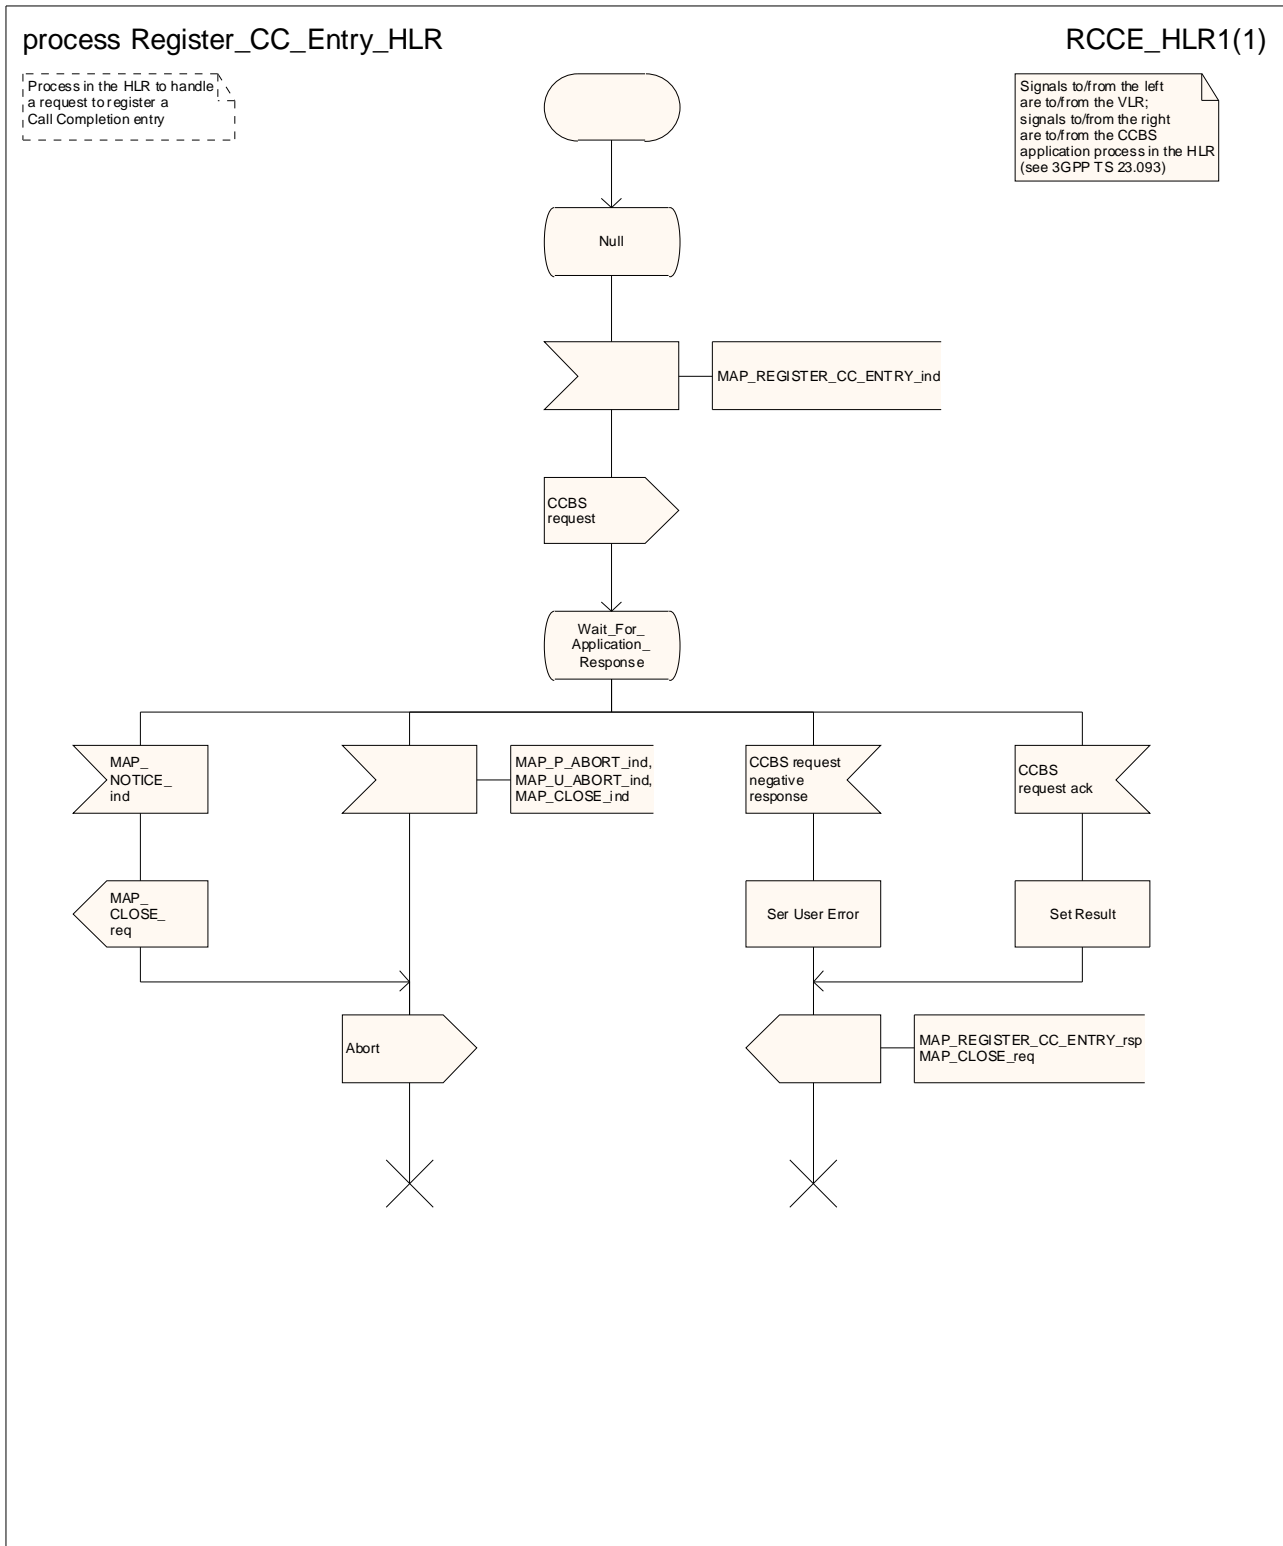 process Register_CC_Entry_HLR
RCCE_HLR1(1)
Process in the HLR to handle
a request to register a
Call Completion entry
Signals to/from the left
are to/from the VLR;
signals to/from the right
are to/from the CCBS
application process in the HLR
(see 3GPP TS 23.093)
Null
MAP_REGISTER_CC_ENTRY_ind
CCBS
request
Wait_For_
Application_
Response
MAP_
NOTICE_
ind
MAP_P_ABORT_ind,
MAP_U_ABORT_ind,
MAP_CLOSE_ind
CCBS request
negative
response
CCBS
request ack
MAP_
CLOSE_
req
Ser User Error
Set Result
Abort
MAP_REGISTER_CC_ENTRY_rsp
MAP_CLOSE_req